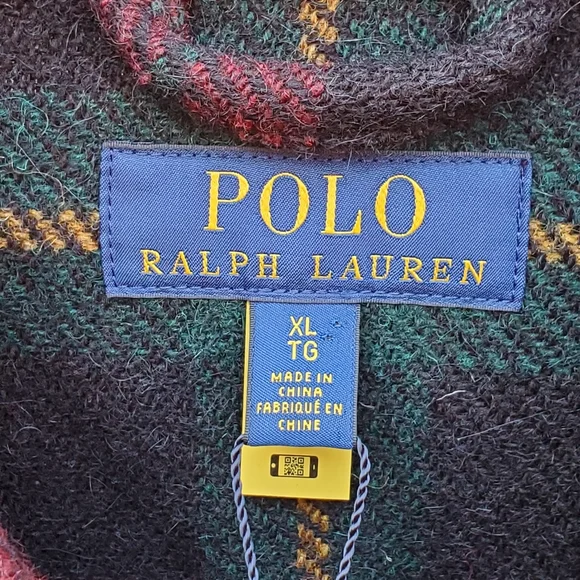 POLO
RALPH LAUREN
XL
TG
MADE IN
CHINA
FABRIQUÉ EN
CHINE